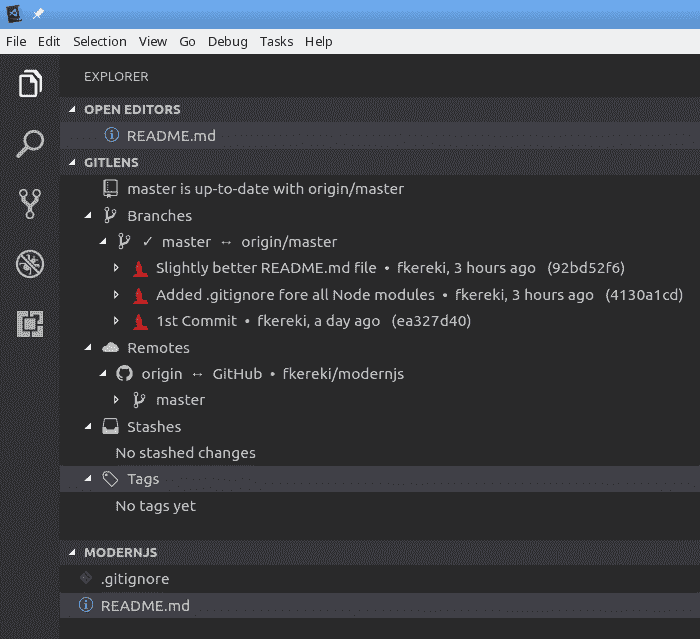 File Edit Selection View Go Debug Tasks Help
EXPLORER
OPEN EDITORS
README.md
GITLENS
master is up-to-date with origin/master
Branches
✓ master ↔ origin/master
Slightly better README.md file • fkereki, 3 hours ago (92bd52f6)
Added .gitignore fore all Node modules • fkereki, 3 hours ago (4130a1cd)
1st Commit • fkereki, a day ago (ea327d40)
Remotes
origin ↔ GitHub • fkereki/modernjs
master
Stashes
No stashed changes
Tags
No tags yet
MODERNJS
.gitignore
README.md